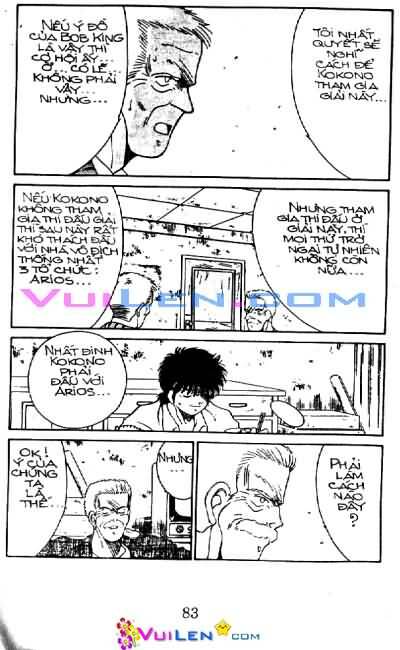 NẾU Ý ĐỒ
CỦA BOB KING
LÀ VẬY THÌ
CƠ HỘI ẤY...
Ờ... CÓ LẼ
KHÔNG PHẢI
VẬY...
NHƯNG...
TÔI NHẤT
QUYẾT SẼ
NGHĨ
CÁCH ĐỂ
KOKONO
THAM GIA
GIẢI NÀY...
NẾU KOKONO
KHÔNG THAM
GIA THI ĐẤU GIẢI
THÌ SAU NÀY RẤT
KHÓ THÁCH ĐẤU
VỚI NHÀ VÔ ĐỊCH
THỐNG NHẤT
3 TỔ CHỨC:
ARIOS...
NHƯNG THAM
GIA THI ĐẤU Ở
GIẢI NÀY, THÌ
MỌI THỨ TRỞ
NGẠI TỰ NHIÊN
KHÔNG CÒN
NỮA...
VUILEN.COM
NHẤT ĐỊNH
KOKONO
PHẢI
ĐẤU VỚI
ARIOS...
OK!
Ý CỦA
CHÚNG
TA
LÀ
THẾ...
NHƯNG
...
PHẢI
LÀM
CÁCH
NÀO
ĐÂY
?
83
VUILEN.COM